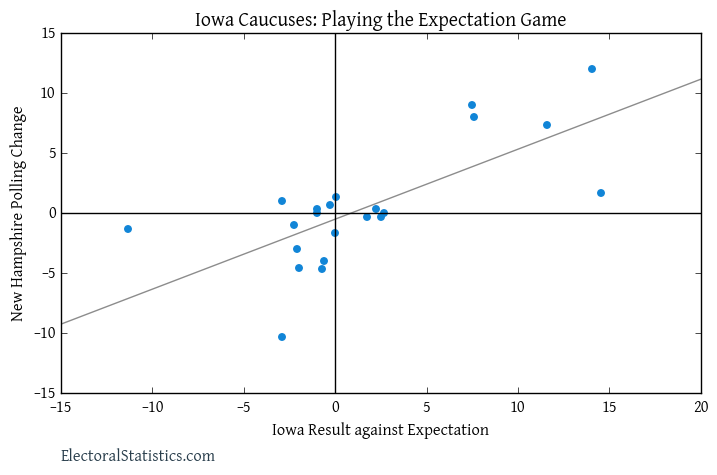 Iowa Caucuses: Playing the Expectation Game
15
10
5
0
−5
−10
−15
New Hampshire Polling Change
−15 −10 −5 0 5 10 15 20
Iowa Result against Expectation
ElectoralStatistics.com